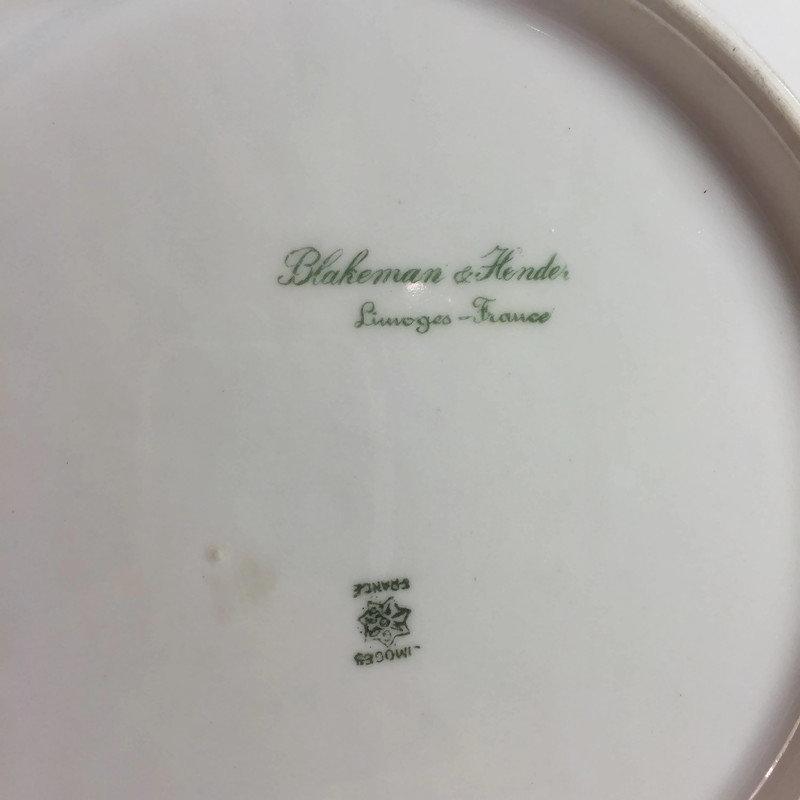 Blakeman & Hender
Limoges - France
LIMOGES
FRANCE